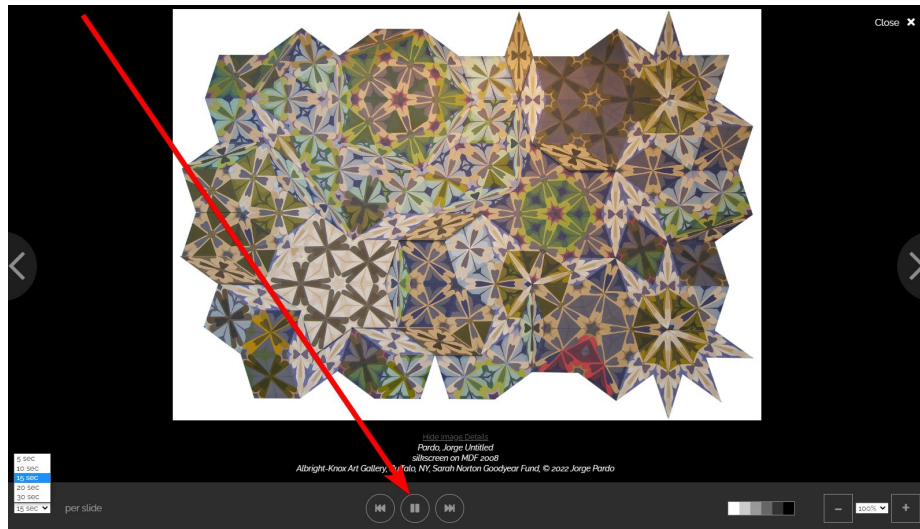 Close ×
Hide Image Details
Pardo, Jorge Untitled
silkscreen on MDF 2008
Albright-Knox Art Gallery, NY, Sarah Norton Goodyear Fund, © 2022 Jorge Pardo
5 sec
10 sec
15 sec
20 sec
30 sec
15 sec
per slide
100%